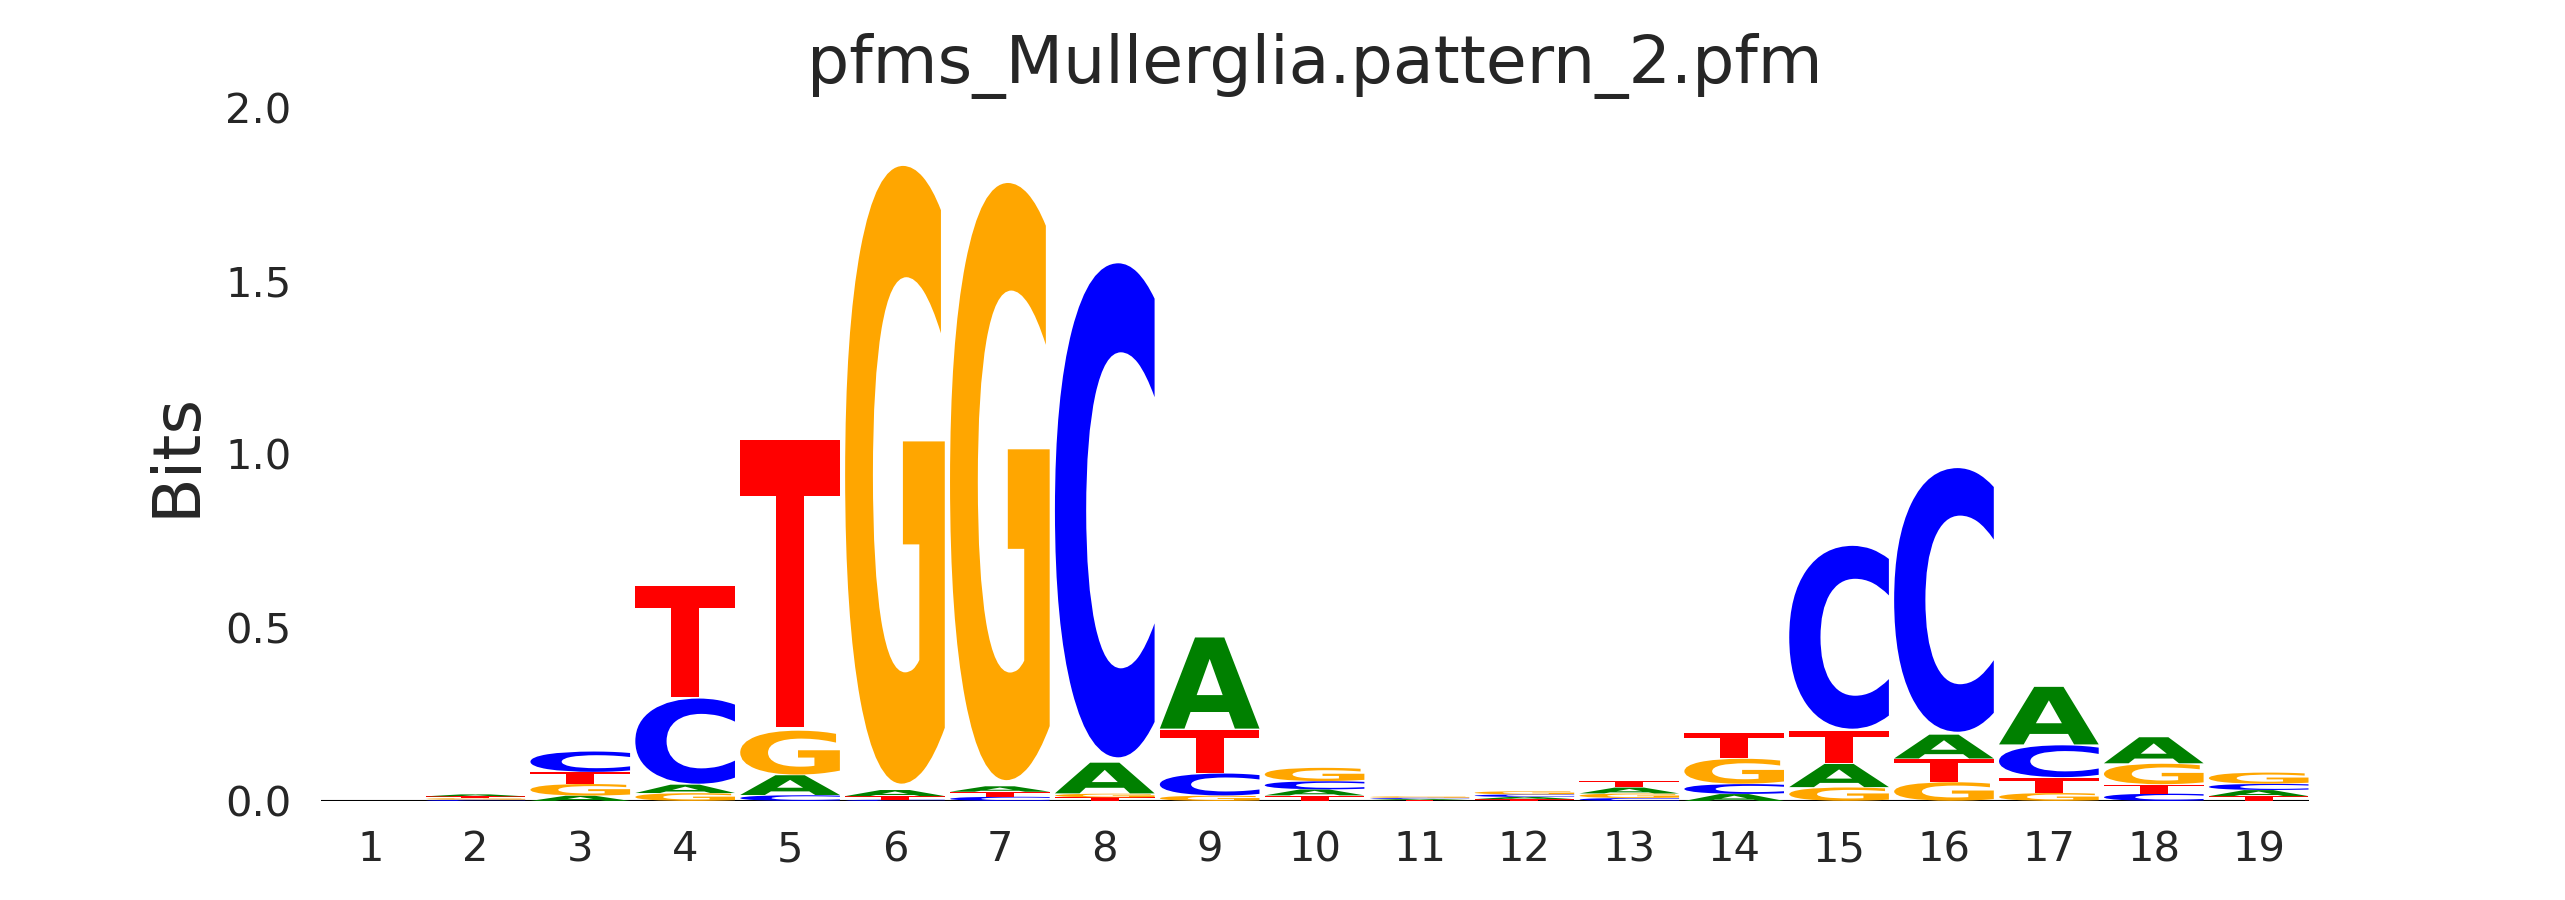 pfms_Mullerglia.pattern_2.pfm
2.0
1.5
1.0
0.5
0.0
Bits
T C A G
T G A C
G A T
G A T C
C A G T
A T C G
G C A T
T G C A
C T A G
C T A G
A C T G
G A C T
G C A T
1 2 3 4 5 6 7 8 9 10 11 12 13 14 15 16 17 18 19